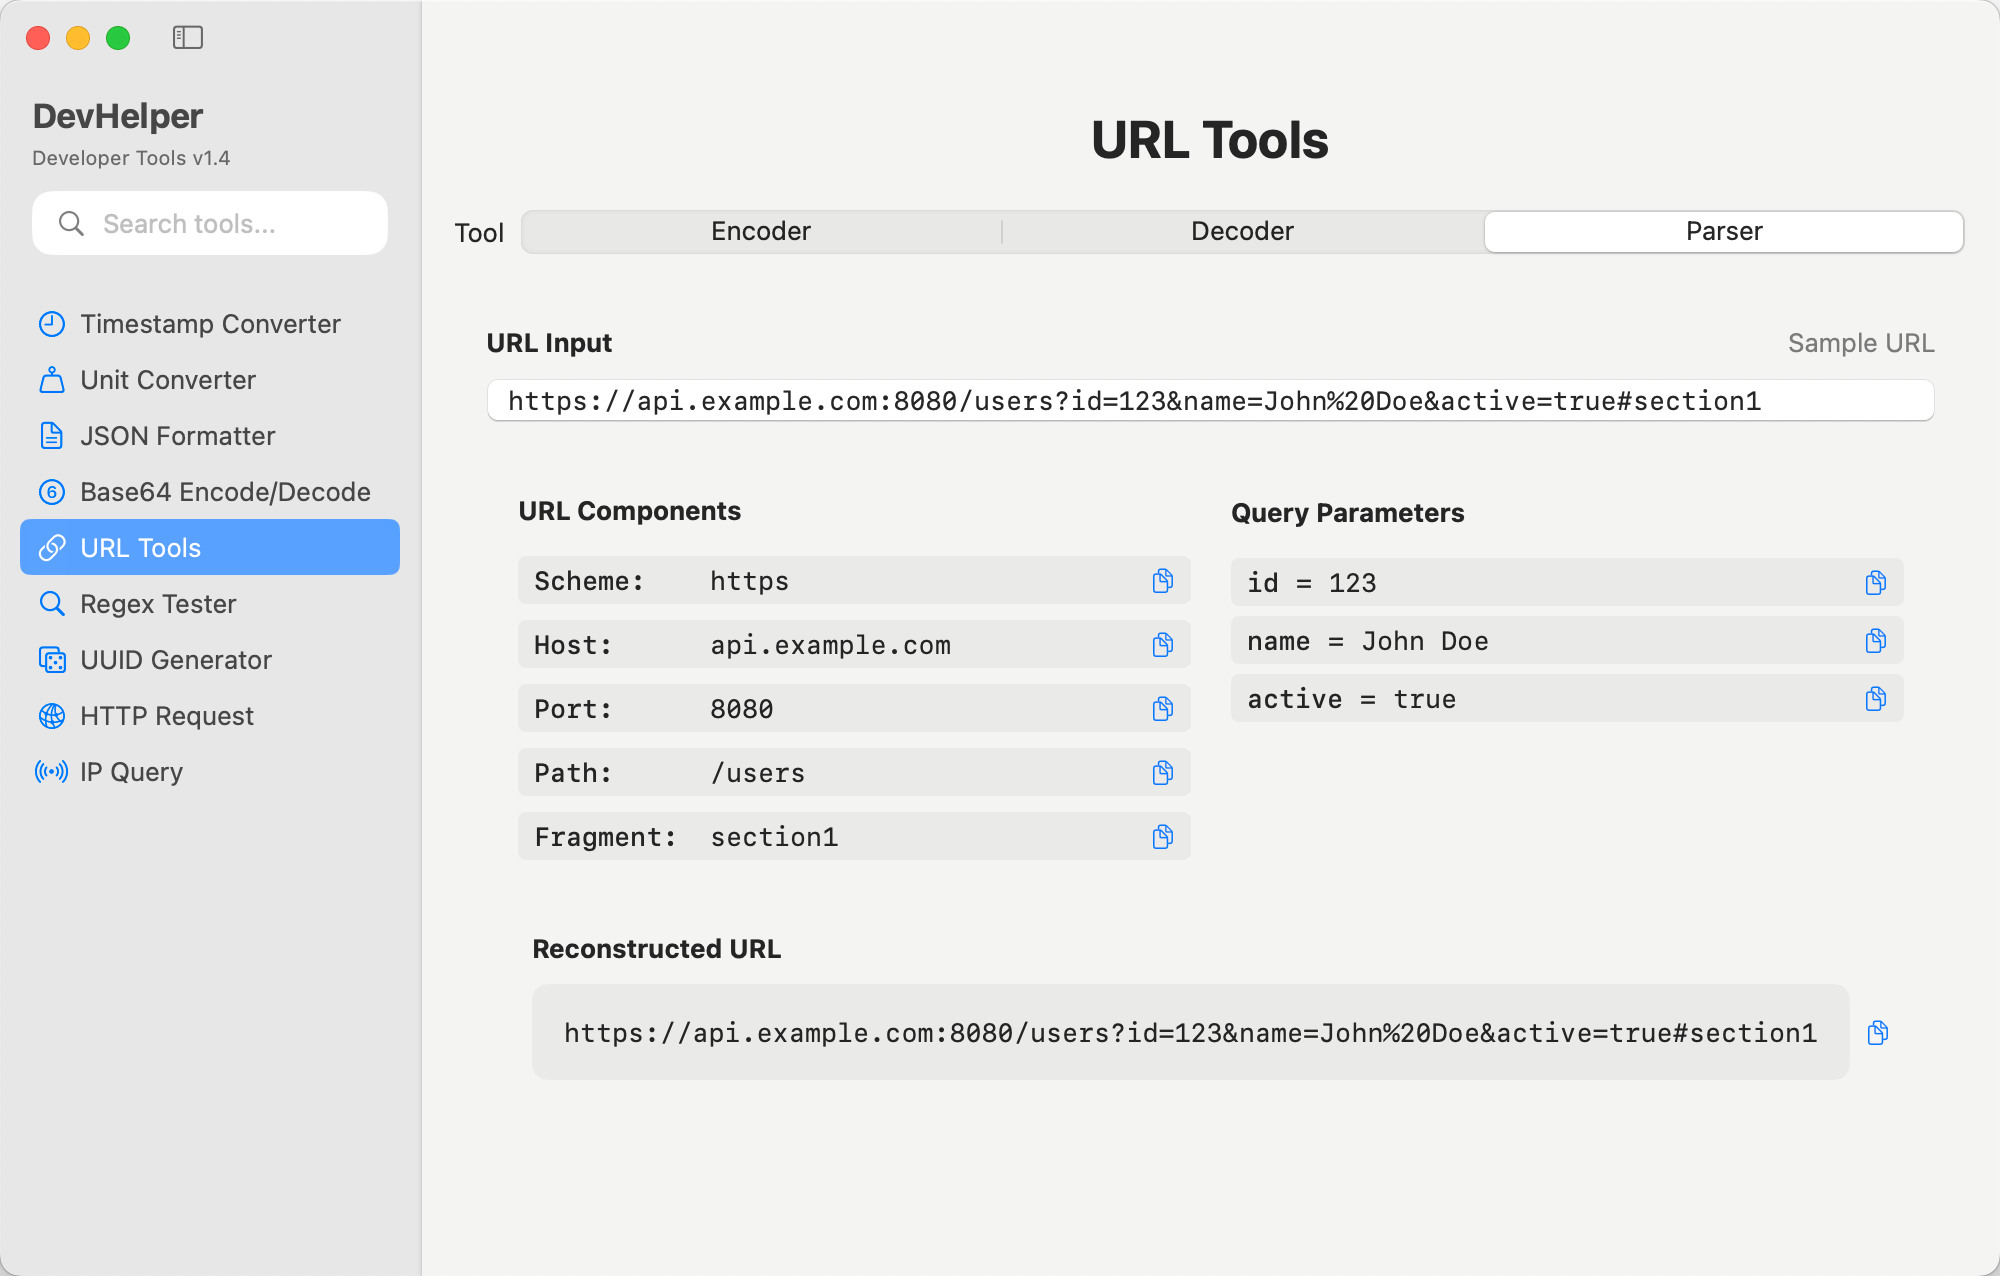 DevHelper
Developer Tools v1.4
Search tools...
Timestamp Converter
Unit Converter
JSON Formatter
6 Base64 Encode/Decode
URL Tools
Regex Tester
UUID Generator
HTTP Request
IP Query
URL Tools
Tool Encoder Decoder Parser
URL Input Sample URL
https://api.example.com:8080/users?id=123&name=John%20Doe&active=true#section1
URL Components
Scheme: https
Host: api.example.com
Port: 8080
Path: /users
Fragment: section1
Query Parameters
id = 123
name = John Doe
active = true
Reconstructed URL
https://api.example.com:8080/users?id=123&name=John%20Doe&active=true#section1